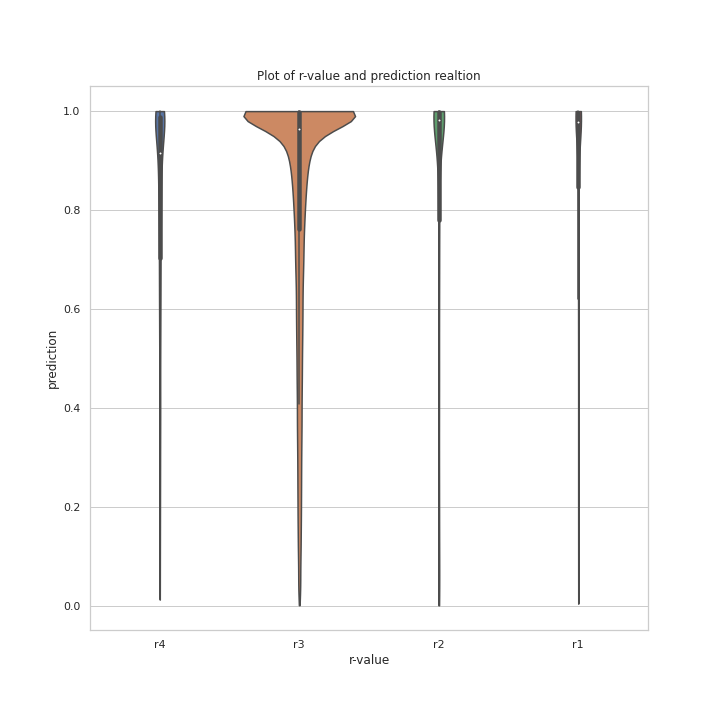 Plot of r-value and prediction realtion
1.0
0.8
0.6
0.4
0.2
0.0
prediction
r4 r3 r2 r1
r-value